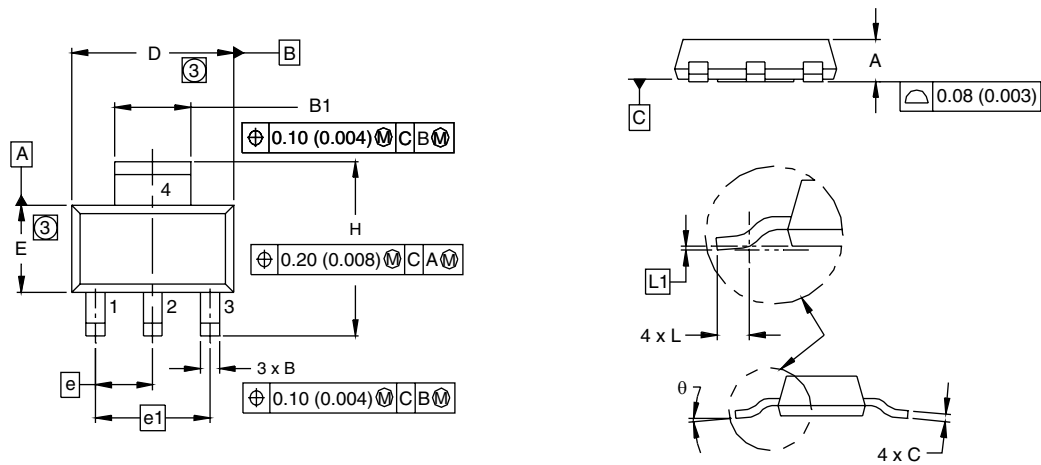 D
B
3
B1
⌖ 0.10 (0.004) Ⓜ C B Ⓜ
A
4
3
E
H
⌖ 0.20 (0.008) Ⓜ C A Ⓜ
1 2 3
3 x B
e
⌖ 0.10 (0.004) Ⓜ C B Ⓜ
e1
A
C
⌓ 0.08 (0.003)
L1
4 x L
θ
4 x C